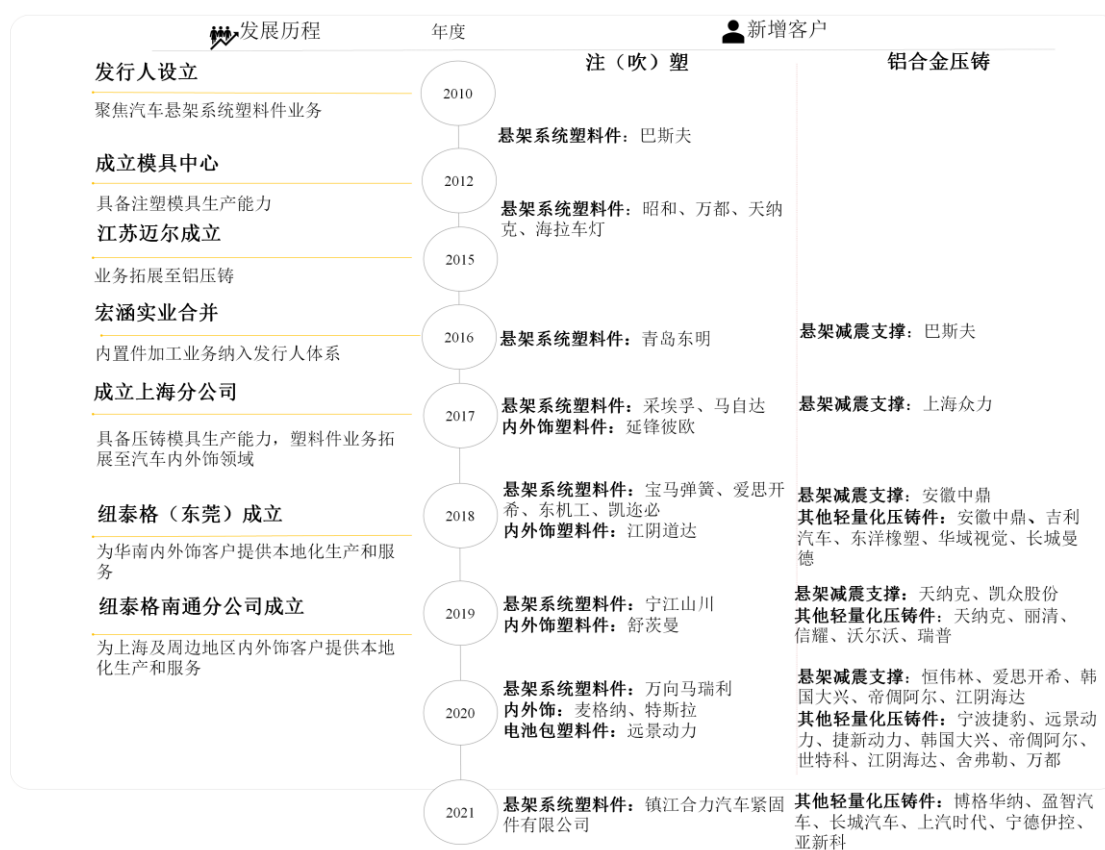 发展历程
年度
新增客户
注（吹）塑
铝合金压铸
发行人设立
聚焦汽车悬架系统塑料件业务
2010
悬架系统塑料件：巴斯夫
成立模具中心
具备注塑模具生产能力
2012
悬架系统塑料件：昭和、万都、天纳
克、海拉车灯
江苏迈尔成立
业务拓展至铝压铸
2015
宏涵实业合并
内置件加工业务纳入发行人体系
2016
悬架系统塑料件：青岛东明
悬架减震支撑：巴斯夫
成立上海分公司
具备压铸模具生产能力，塑料件业务拓
展至汽车内外饰领域
2017
悬架系统塑料件：采埃孚、马自达
内外饰塑料件：延锋彼欧
悬架减震支撑：上海众力
纽泰格（东莞）成立
为华南内外饰客户提供本地化生产和服
务
2018
悬架系统塑料件：宝马弹簧、爱思开
希、东机工、凯迩必
内外饰塑料件：江阴道达
悬架减震支撑：安徽中鼎
其他轻量化压铸件：安徽中鼎、吉利
汽车、东洋橡塑、华域视觉、长城曼
德
纽泰格南通分公司成立
为上海及周边地区内外饰客户提供本地
化生产和服务
2019
悬架系统塑料件：宁江山川
内外饰塑料件：舒茨曼
悬架减震支撑：天纳克、凯众股份
其他轻量化压铸件：天纳克、丽清、
信耀、沃尔沃、瑞普
2020
悬架系统塑料件：万向马瑞利
内外饰：麦格纳、特斯拉
电池包塑料件：远景动力
悬架减震支撑：恒伟林、爱思开希、韩
国大兴、帝倜阿尔、江阴海达
其他轻量化压铸件：宁波捷豹、远景动
力、捷新动力、韩国大兴、帝倜阿尔、
世特科、江阴海达、舍弗勒、万都
2021
悬架系统塑料件：镇江合力汽车紧固
件有限公司
其他轻量化压铸件：博格华纳、盈智汽
车、长城汽车、上汽时代、宁德伊控、
亚新科